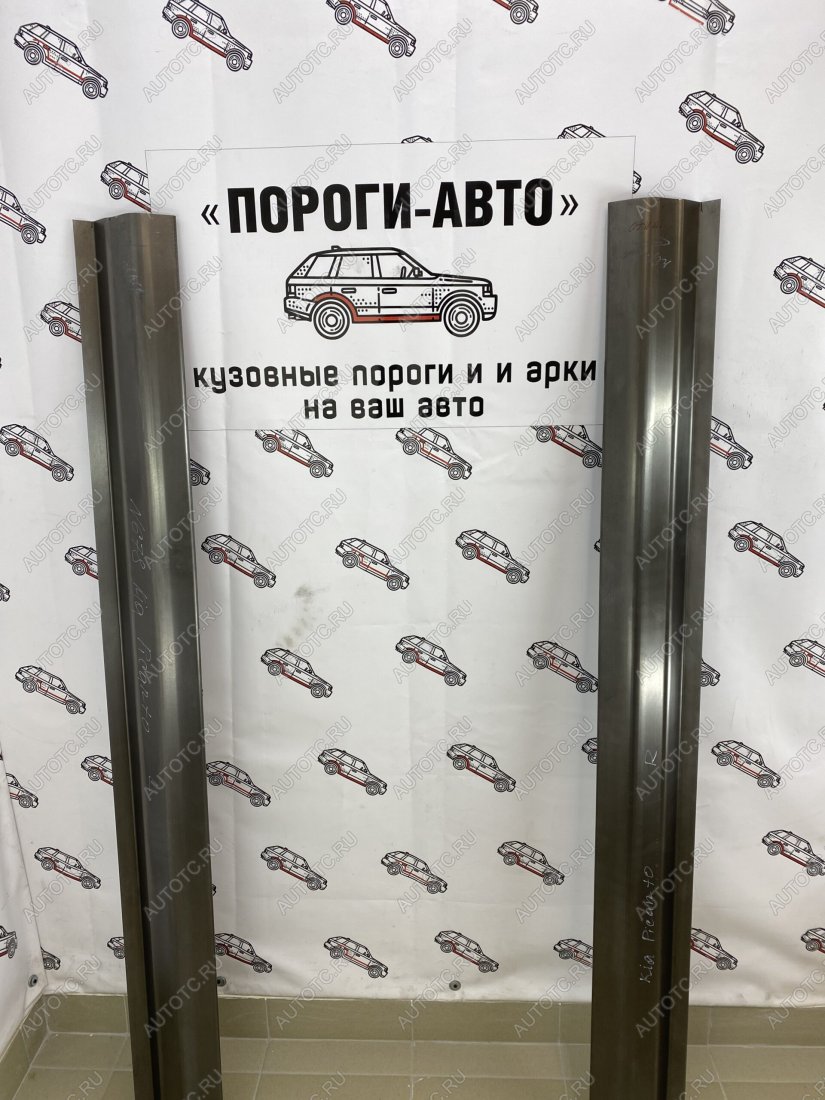 «ПОРОГИ-АВТО»
кузовные пороги и и арки
на ваш авто
Kia Picanto R
AUTOTC.RU